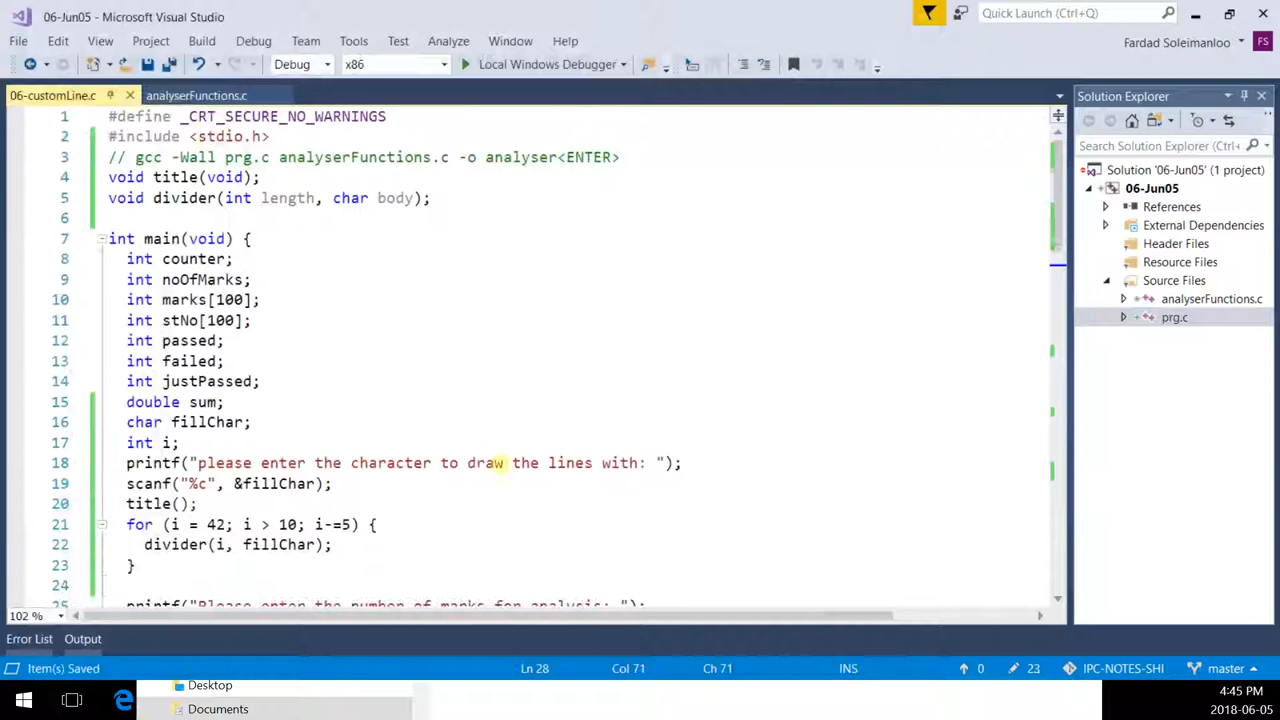 06-Jun05 - Microsoft Visual Studio
Quick Launch (Ctrl+Q)
File Edit View Project Build Debug Team Tools Test Analyze Window Help
Fardad Soleimanloo FS
Debug x86 Local Windows Debugger
06-customLine.c analyserFunctions.c
1 #define _CRT_SECURE_NO_WARNINGS
2 #include <stdio.h>
3 // gcc -Wall prg.c analyserFunctions.c -o analyser<ENTER>
4 void title(void);
5 void divider(int length, char body);
6
7 int main(void) {
8 int counter;
9 int noOfMarks;
10 int marks[100];
11 int stNo[100];
12 int passed;
13 int failed;
14 int justPassed;
15 double sum;
16 char fillChar;
17 int i;
18 printf("please enter the character to draw the lines with: ");
19 scanf("%c", &fillChar);
20 title();
21 for (i = 42; i > 10; i-=5) {
22 divider(i, fillChar);
23 }
24
25 printf("Please enter the number of marks for analysis: ");
102 %
Solution Explorer
Search Solution Explorer (Ctrl+
Solution '06-Jun05' (1 project)
06-Jun05
References
External Dependencies
Header Files
Resource Files
Source Files
analyserFunctions.c
prg.c
Error List Output
Item(s) Saved Ln 28 Col 71 Ch 71 INS 0 23 IPC-NOTES-SHI master
Desktop
Documents
4:45 PM
2018-06-05